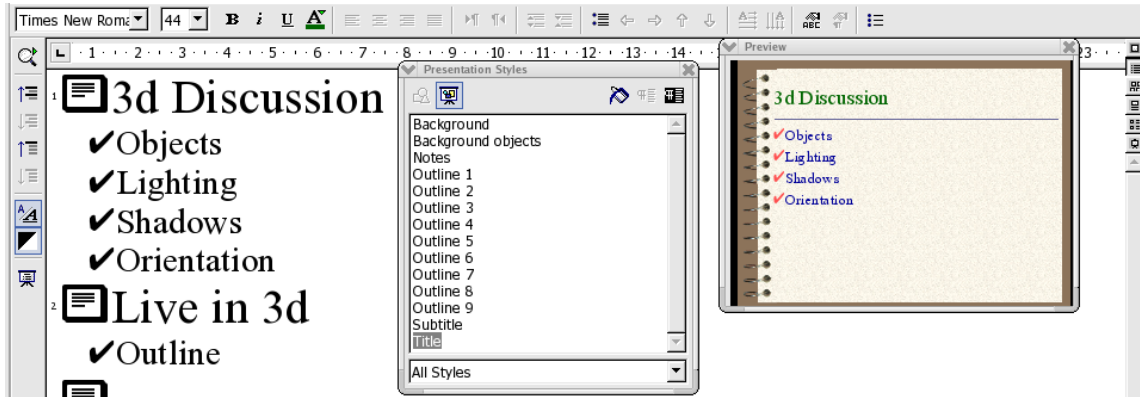 Times New Roma 44 B i U A ABC
1 2 3 4 5 6 7 8 9 10 11 12 13 14 23
Preview
Presentation Styles
1 3d Discussion
✔Objects
✔Lighting
✔Shadows
✔Orientation
2 Live in 3d
✔Outline
Background
Background objects
Notes
Outline 1
Outline 2
Outline 3
Outline 4
Outline 5
Outline 6
Outline 7
Outline 8
Outline 9
Subtitle
Title
All Styles
3d Discussion
✔Objects
✔Lighting
✔Shadows
✔Orientation